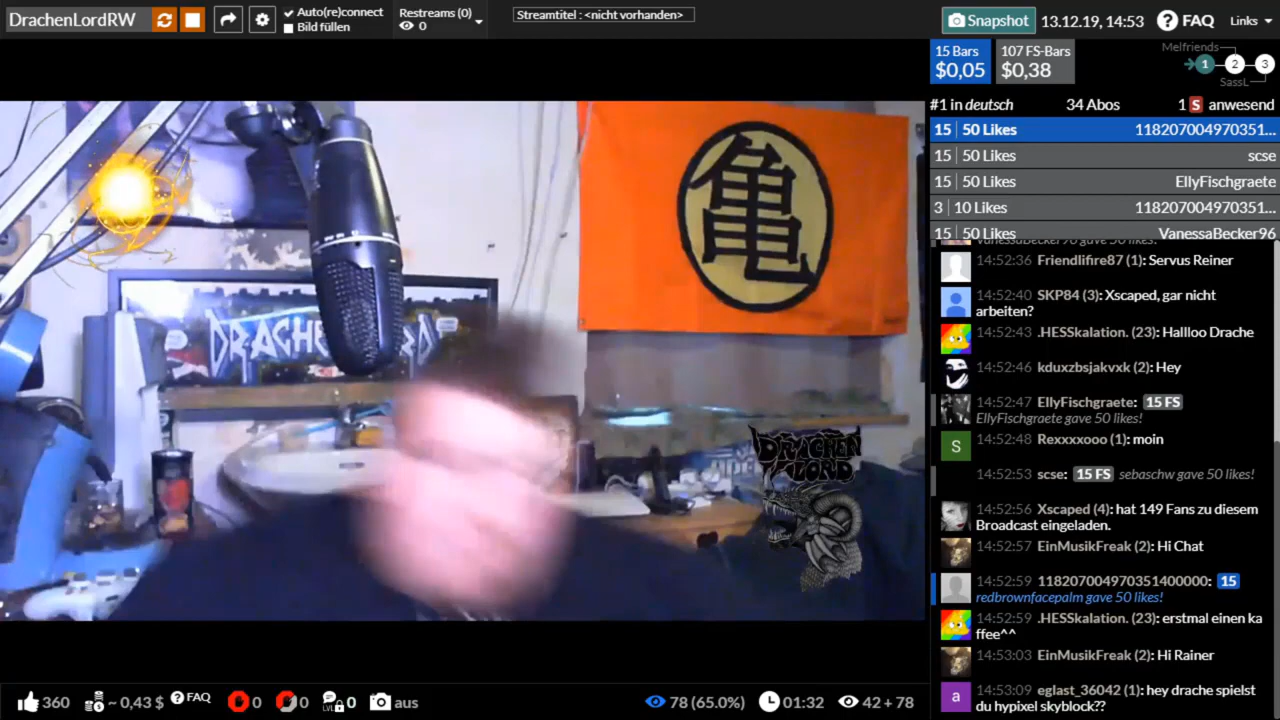 DrachenLordRW
Auto(re)connect
Bild füllen
Restreams (0)
0
Streamtitel : <nicht vorhanden>
Snapshot
13.12.19, 14:53
FAQ
Links
15 Bars
$0,05
107 FS-Bars
$0,38
Melfriends
1 2 3
SassL
#1 in deutsch 34 Abos 1 S anwesend
15 | 50 Likes 118207004970351...
15 | 50 Likes scse
15 | 50 Likes EllyFischgraete
3 | 10 Likes 118207004970351...
15 | 50 Likes VanessaBecker96
VanessaBecker96 gave 50 likes!
14:52:36 Friendlifire87 (1): Servus Reiner
14:52:40 SKP84 (3): Xscaped, gar nicht
arbeiten?
14:52:43 .HESSkalation. (23): Hallloo Drache
14:52:46 kduxzbsjakvxk (2): Hey
14:52:47 EllyFischgraete: 15 FS
EllyFischgraete gave 50 likes!
S
14:52:48 Rexxxxooo (1): moin
14:52:53 scse: 15 FS sebaschw gave 50 likes!
14:52:56 Xscaped (4): hat 149 Fans zu diesem
Broadcast eingeladen.
14:52:57 EinMusikFreak (2): Hi Chat
14:52:59 118207004970351400000: 15
redbrownfacepalm gave 50 likes!
14:52:59 .HESSkalation. (23): erstmal einen ka
ffee^^
14:53:03 EinMusikFreak (2): Hi Rainer
a
14:53:09 eglast_36042 (1): hey drache spielst
du hypixel skyblock??
亀
DRACHE RD
DRACHEN
LORD
360 ~ 0,43 $ FAQ 0 0 LVL 0 aus 78 (65.0%) 01:32 42 + 78